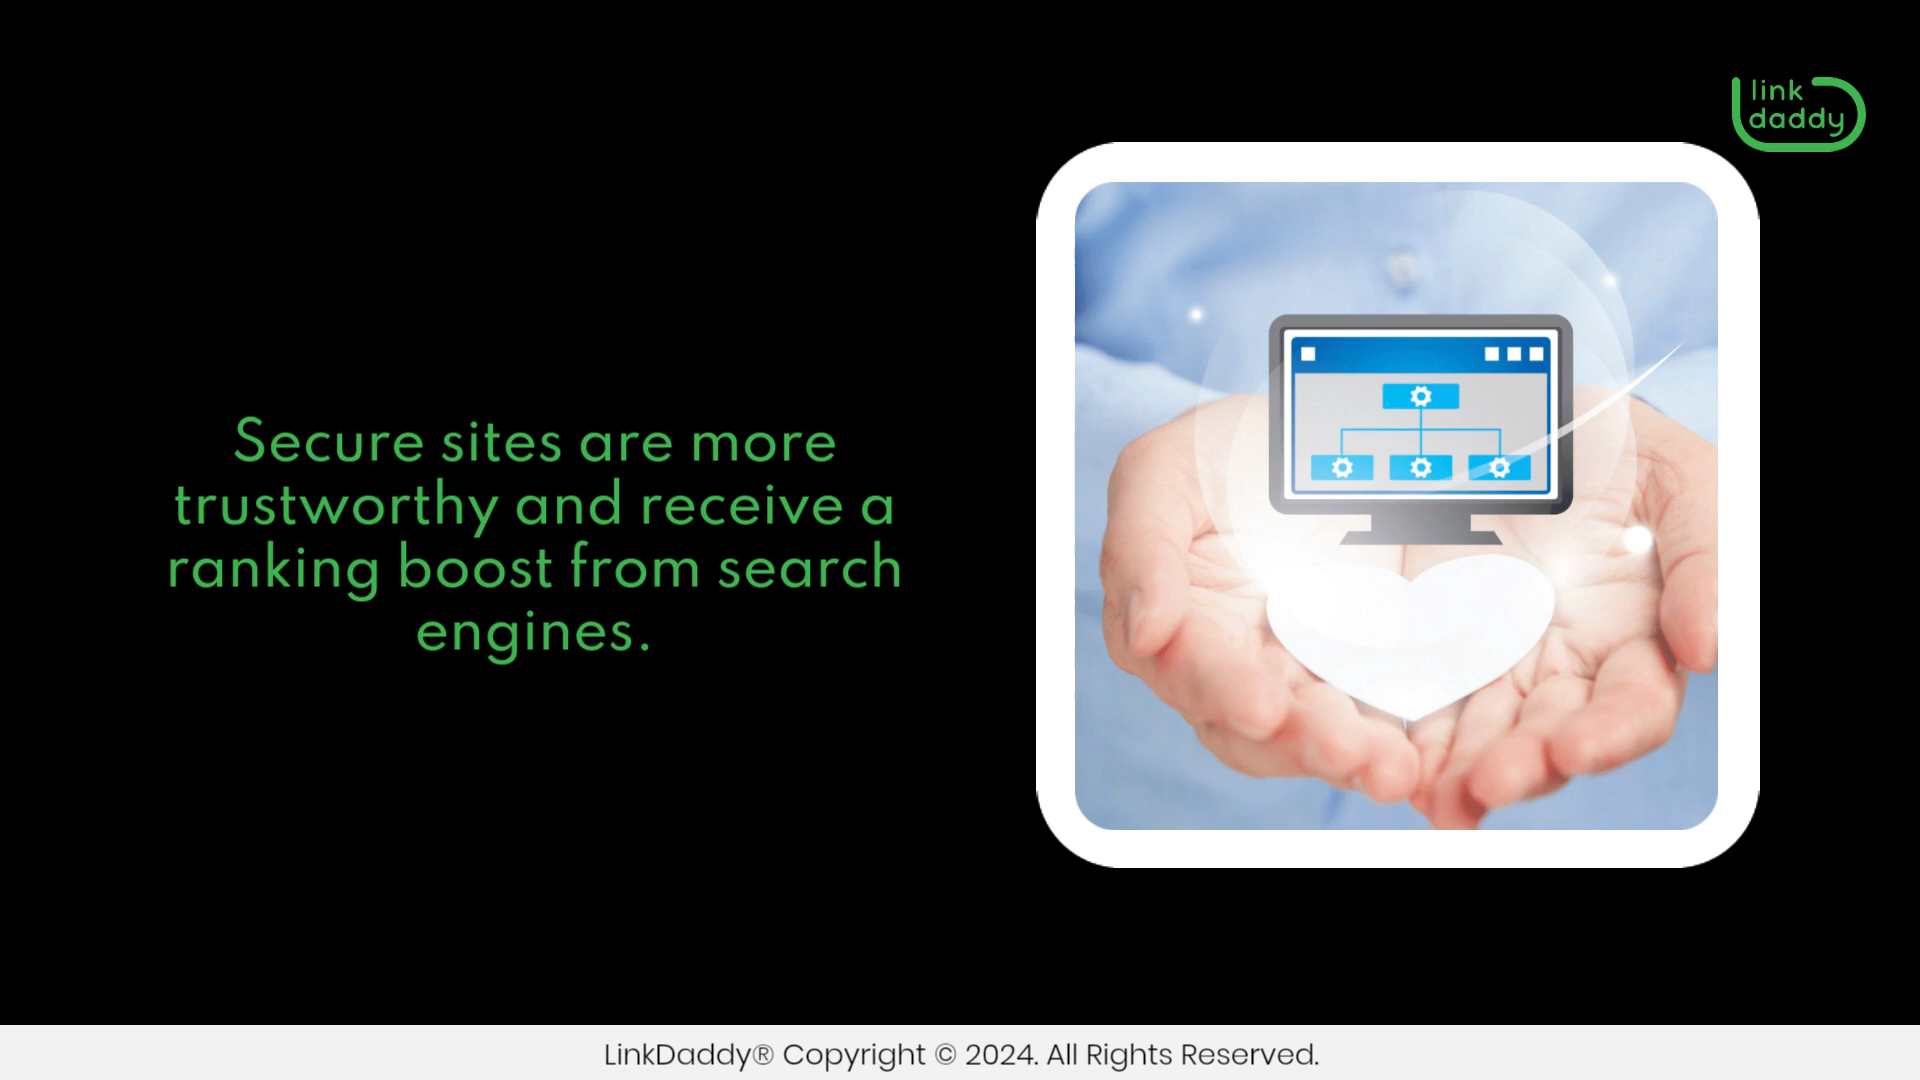 link
daddy
Secure sites are more
trustworthy and receive a
ranking boost from search
engines.
LinkDaddy® Copyright © 2024. All Rights Reserved.